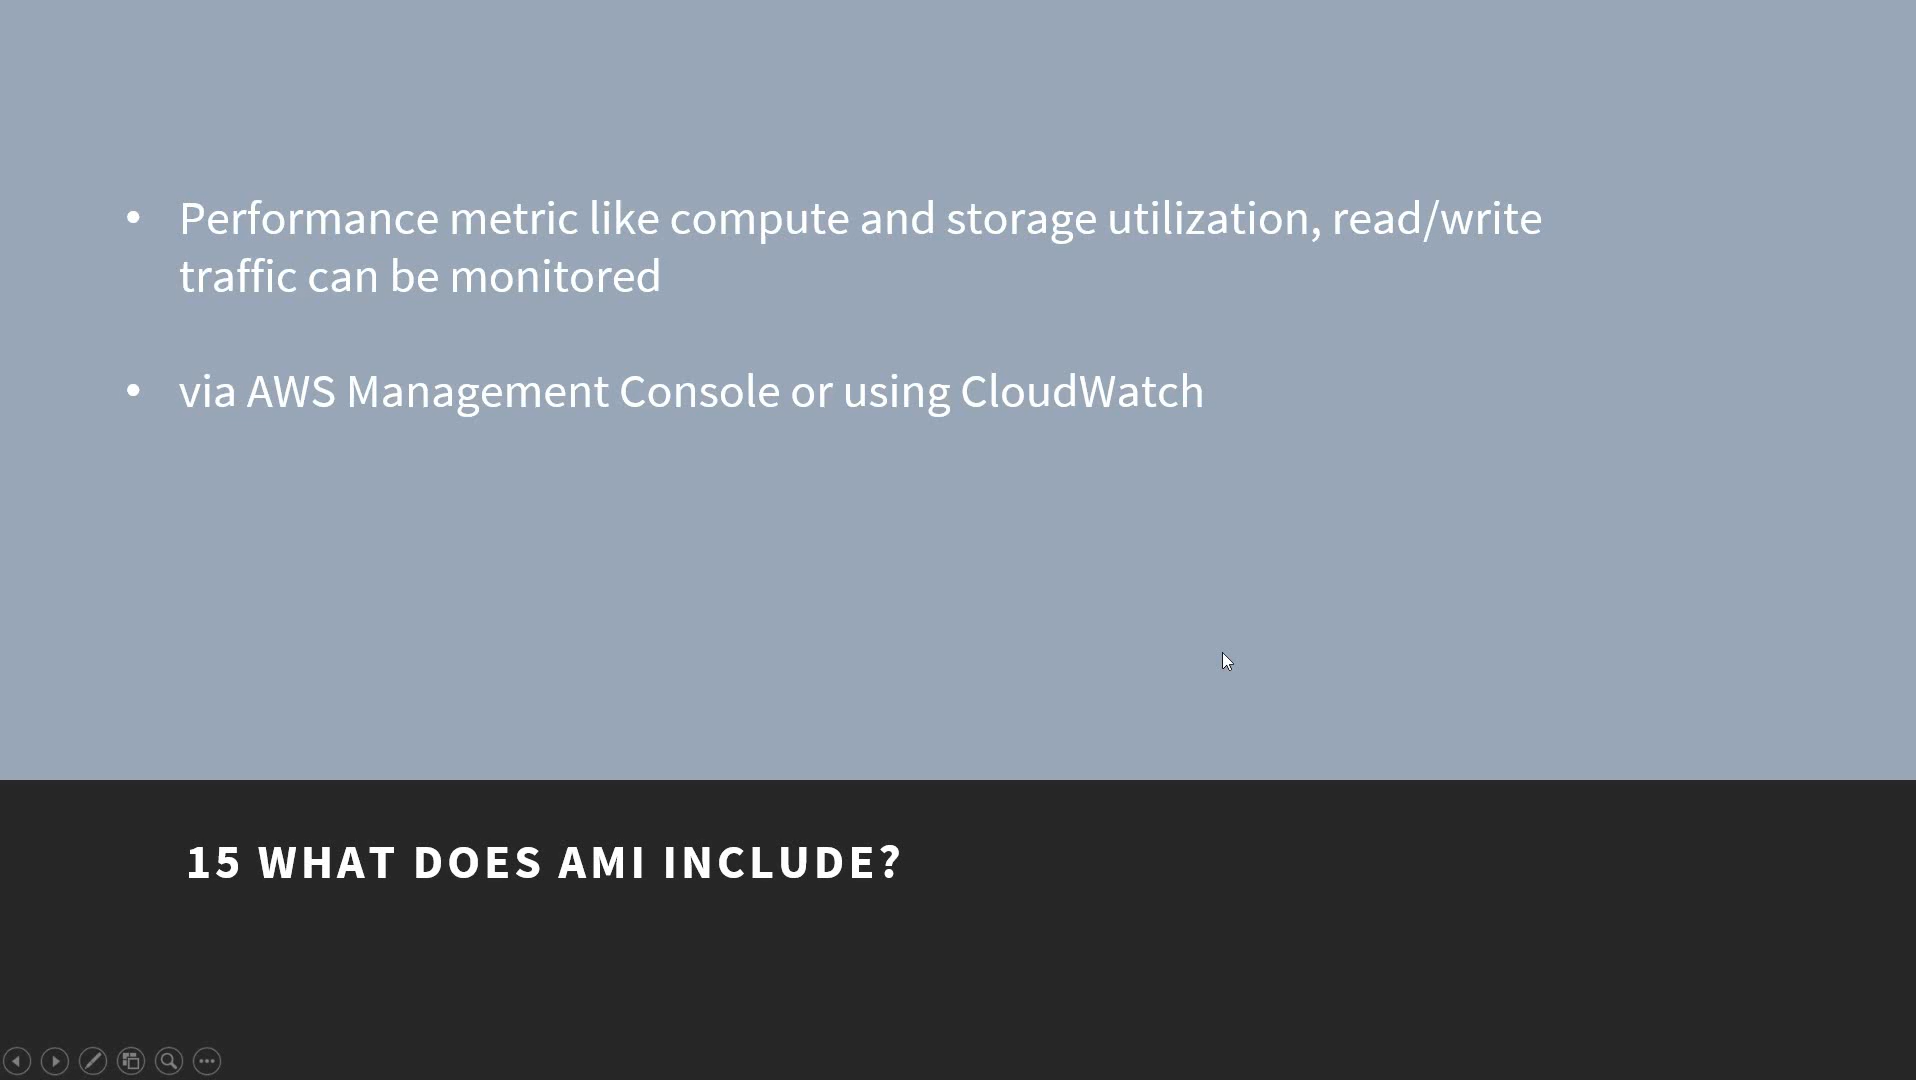 • Performance metric like compute and storage utilization, read/write
traffic can be monitored
• via AWS Management Console or using CloudWatch
15 WHAT DOES AMI INCLUDE?